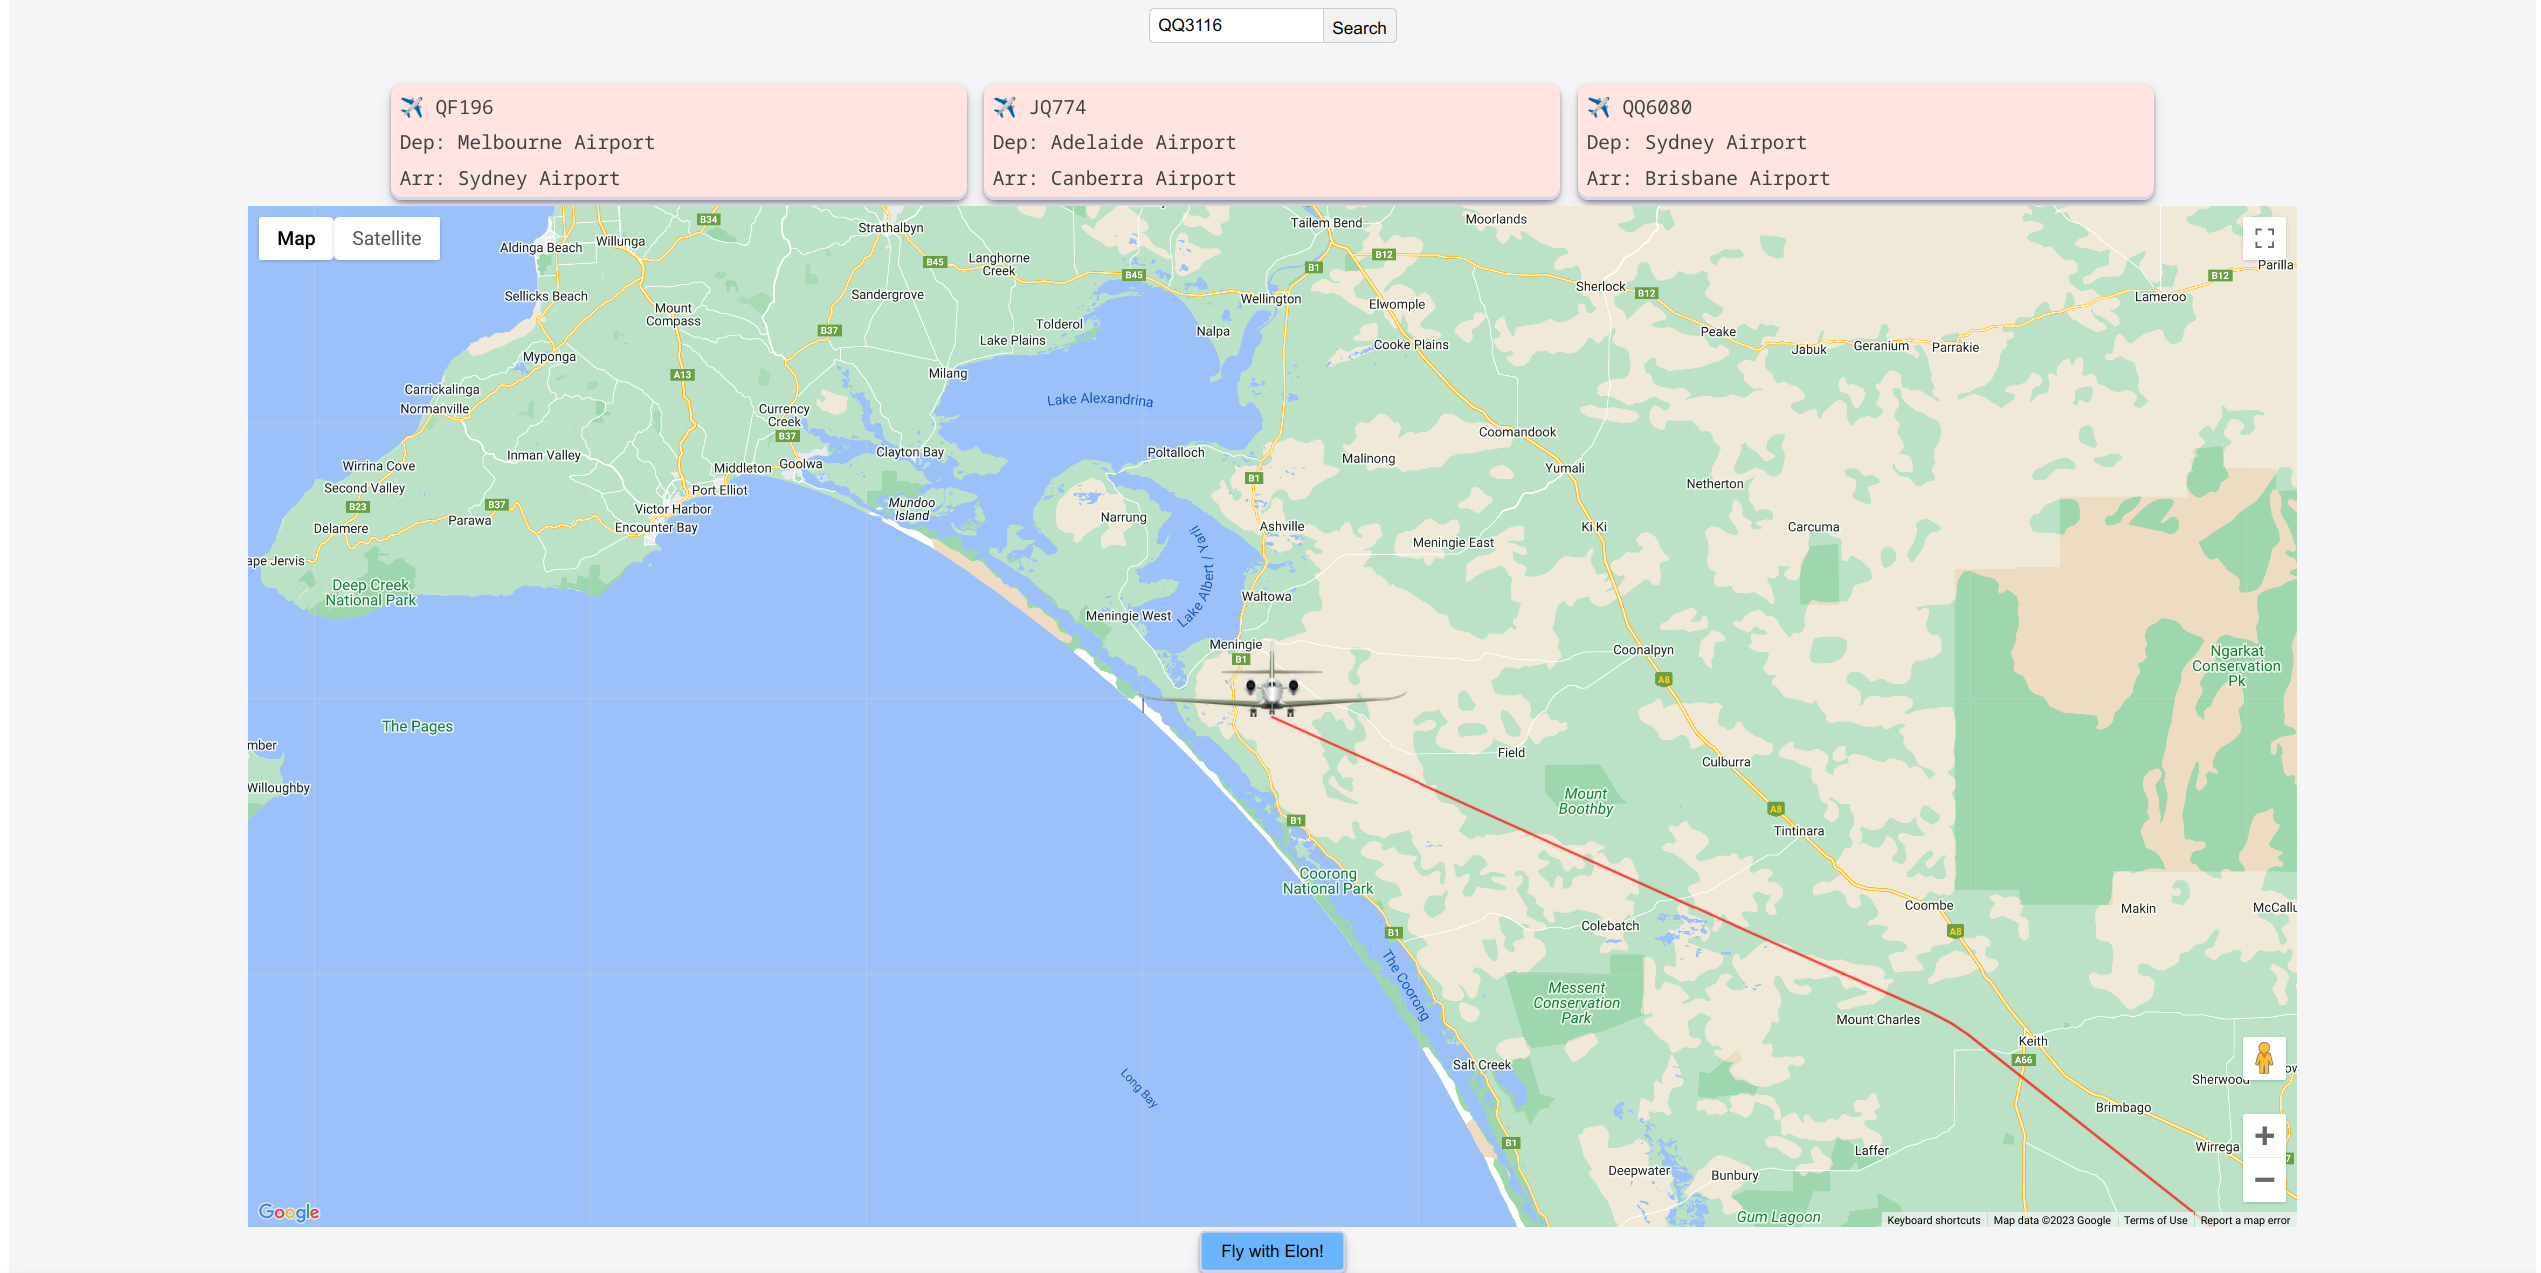 QQ3116
Search
✈️ QF196
Dep: Melbourne Airport
Arr: Sydney Airport
✈️ JQ774
Dep: Adelaide Airport
Arr: Canberra Airport
✈️ QQ6080
Dep: Sydney Airport
Arr: Brisbane Airport
Map
Satellite
B34
Strathalbyn
Tailem Bend
Moorlands
Aldinga Beach
Willunga
B45
Langhorne
Creek
B45
B1
B12
Parilla
B12
Sellicks Beach
Sandergrove
Wellington
Sherlock
B12
Lameroo
Mount
Compass
Elwomple
B37
Tolderol
Nalpa
Peake
Lake Plains
Cooke Plains
Jabuk
Geranium
Parrakie
Myponga
A13
Milang
Carrickalinga
Lake Alexandrina
Normanville
Currency
Creek
B37
Coomandook
Inman Valley
Clayton Bay
Poltalloch
Malinong
Wirrina Cove
Middleton
Goolwa
Yumali
Second Valley
Port Elliot
B1
Netherton
B23
B37
Mundoo
Island
Victor Harbor
Parawa
Narrung
Delamere
Encounter Bay
Ashville
Ki Ki
Carcuma
Meningie East
ape Jervis
Lake Albert / Yarli
Deep Creek
National Park
Waltowa
Meningie West
Meningie
B1
Coonalpyn
Ngarkat
Conservation
Pk
A8
The Pages
mber
Field
Culburra
Willoughby
Mount
Boothby
A8
B1
Tintinara
Coorong
National Park
Coombe
Makin
McCallu
Colebatch
B1
A8
The Coorong
Messent
Conservation
Park
Mount Charles
Keith
Salt Creek
A66
Sherwood
ow
Long Bay
Brimbago
B1
Laffer
Wirrega
7
Deepwater
Bunbury
Gum Lagoon
Google
Keyboard shortcuts
Map data ©2023 Google
Terms of Use
Report a map error
Fly with Elon!